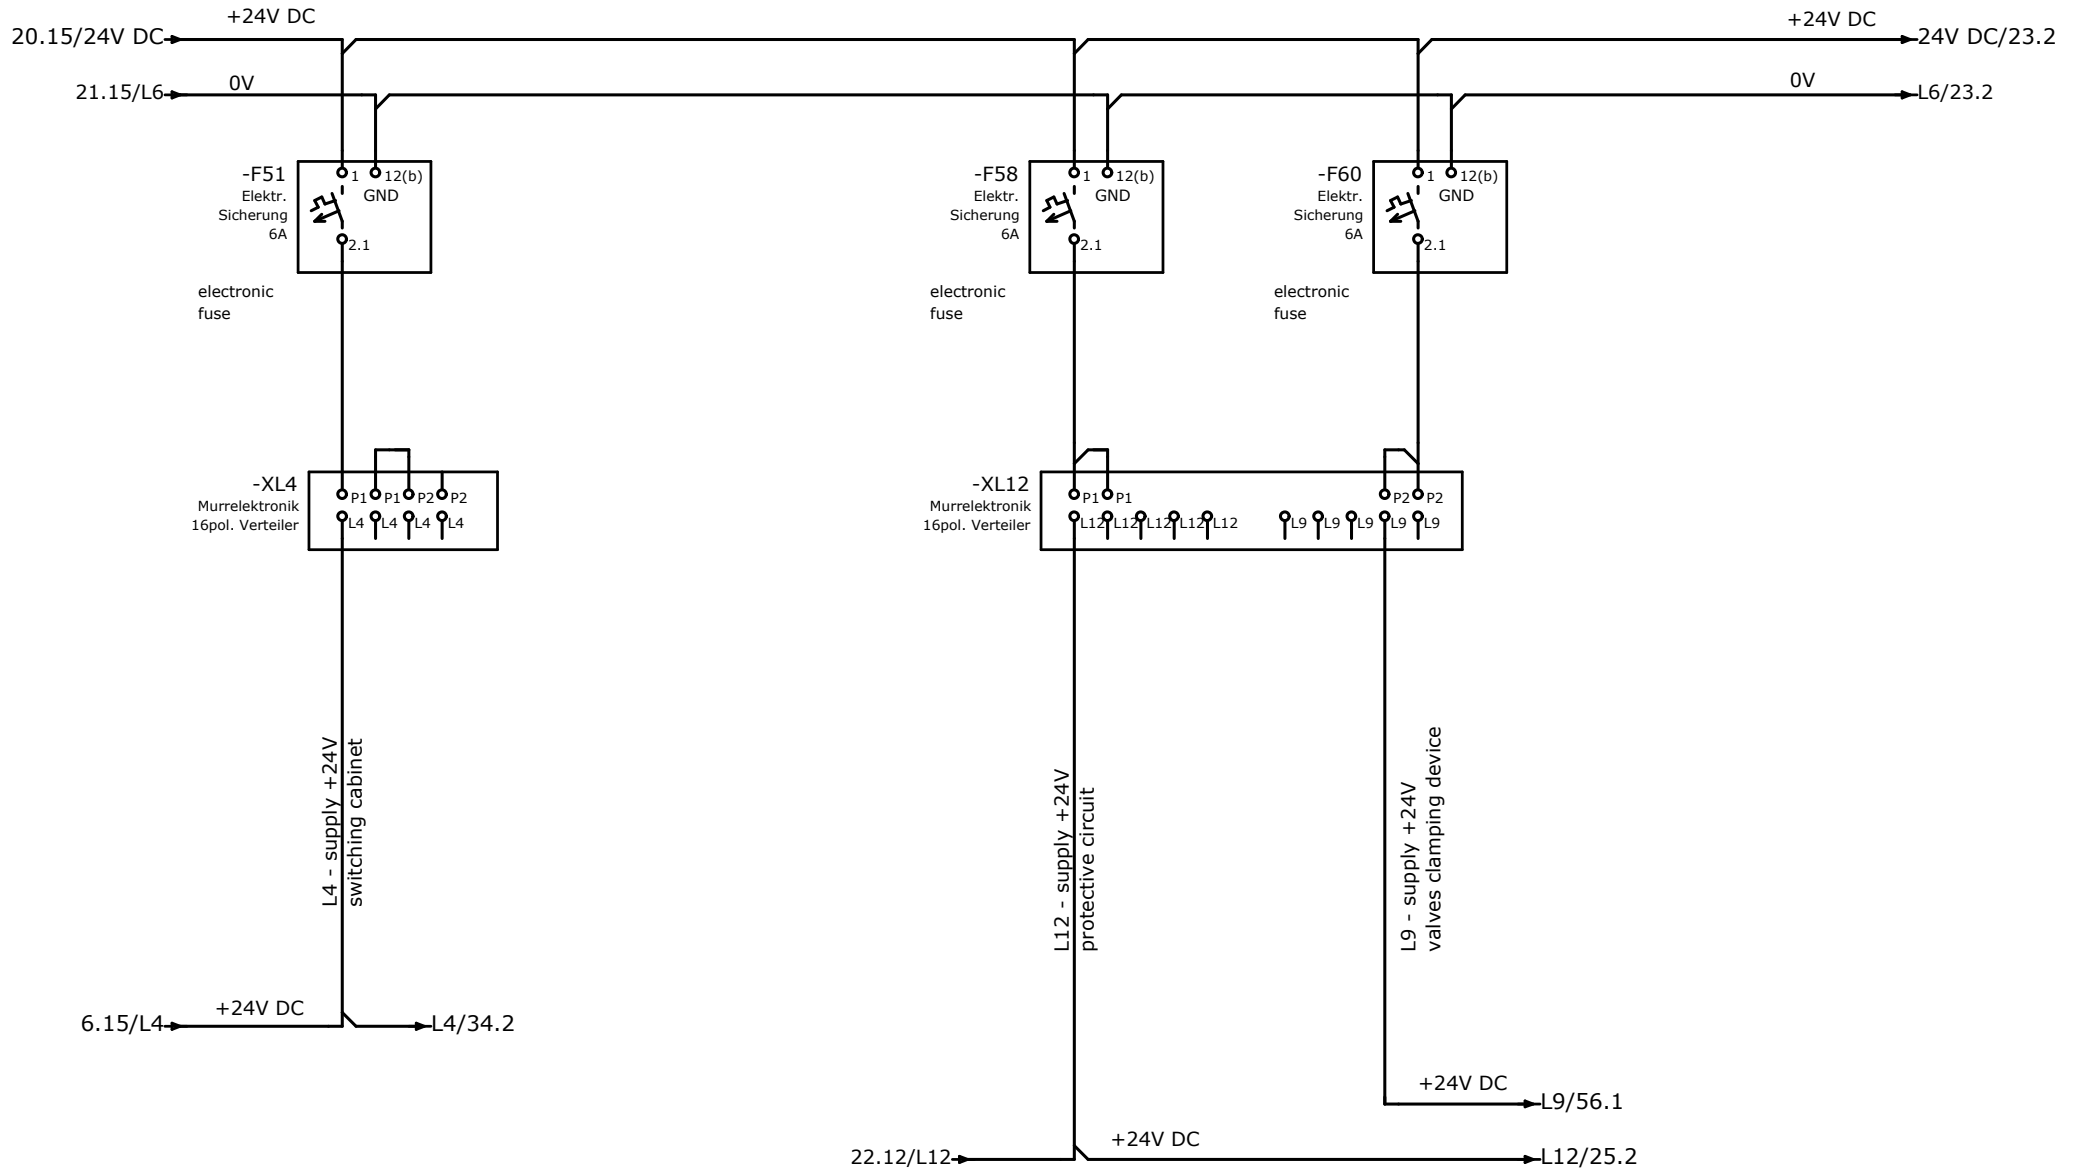 +24V DC
+24V DC
20.15/24V DC
24V DC/23.2
0V
0V
21.15/L6
L6/23.2
-F51
Elektr.
Sicherung
6A
1
12(b)
GND
2.1
electronic
fuse
-F58
Elektr.
Sicherung
6A
1
12(b)
GND
2.1
electronic
fuse
-F60
Elektr.
Sicherung
6A
1
12(b)
GND
2.1
electronic
fuse
-XL4
Murrelektronik
16pol. Verteiler
P1 P1 P2 P2
L4 L4 L4 L4
-XL12
Murrelektronik
16pol. Verteiler
P1 P1 P2 P2
L12 L12 L12 L12 L12 L9 L9 L9 L9 L9
L4 - supply +24V
switching cabinet
L12 - supply +24V
protective circuit
L9 - supply +24V
valves clamping device
+24V DC
6.15/L4
L4/34.2
+24V DC
L9/56.1
+24V DC
22.12/L12
L12/25.2